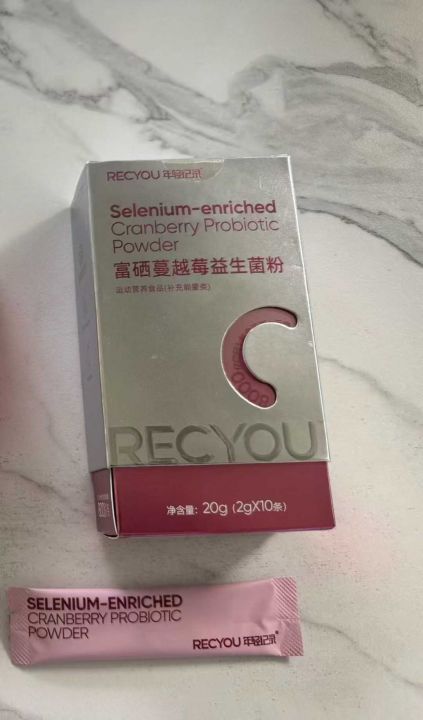 RECYOU 年轻记录
Selenium-enriched
Cranberry Probiotic
Powder
富硒蔓越莓益生菌粉
运动营养食品(补充能量类)
RECYOU
净含量: 20g (2gX10条)
SELENIUM-ENRICHED
CRANBERRY PROBIOTIC
POWDER
RECYOU 年轻记录